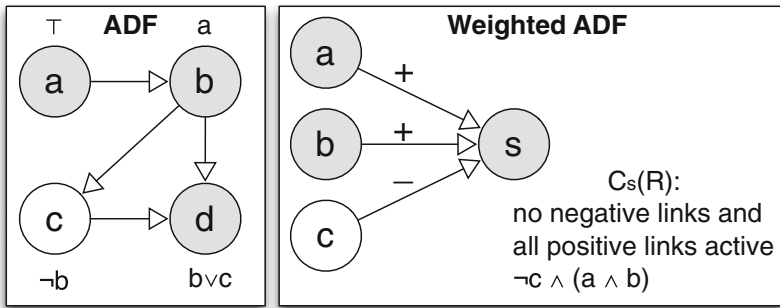 ADF
⊤
a
a
b
c
d
¬b
b∨c
Weighted ADF
a
+
b
+
s
–
c
Cs(R):
no negative links and
all positive links active
¬c ∧ (a ∧ b)